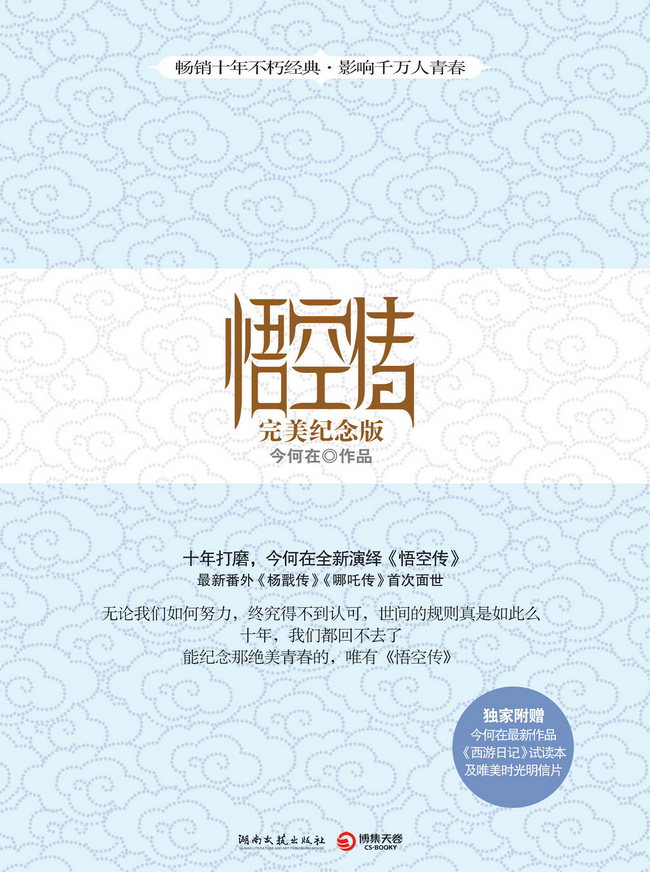 畅销十年不朽经典·影响千万人青春
悟空传
完美纪念版
今何在◎作品
十年打磨，今何在全新演绎《悟空传》
最新番外《杨戬传》《哪吒传》首次面世
无论我们如何努力，终究得不到认可，世间的规则真是如此么
十年，我们都回不去了
能纪念那绝美青春的，唯有《悟空传》
独家附赠
今何在最新作品
《西游日记》试读本
及唯美时光明信片
湖南文艺出版社
HUNAN LITERATURE AND ART PUBLISHING HOUSE
博集天卷
CS-BOOKY